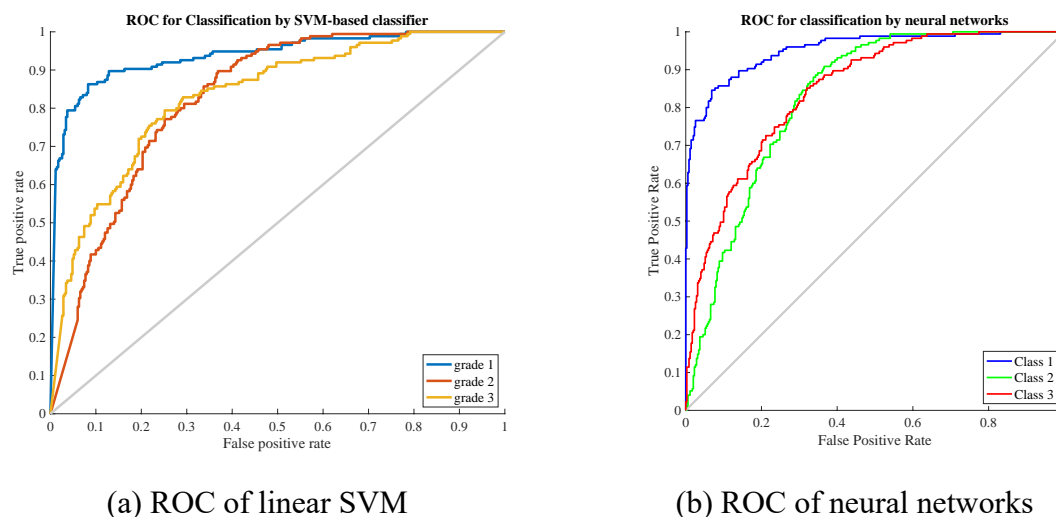 ROC for Classification by SVM-based classifier
True positive rate
1
0.9
0.8
0.7
0.6
0.5
0.4
0.3
0.2
0.1
0
0 0.1 0.2 0.3 0.4 0.5 0.6 0.7 0.8 0.9 1
False positive rate
grade 1
grade 2
grade 3
(a) ROC of linear SVM
ROC for classification by neural networks
True Positive Rate
1
0.9
0.8
0.7
0.6
0.5
0.4
0.3
0.2
0.1
0
0 0.2 0.4 0.6 0.8
False Positive Rate
Class 1
Class 2
Class 3
(b) ROC of neural networks